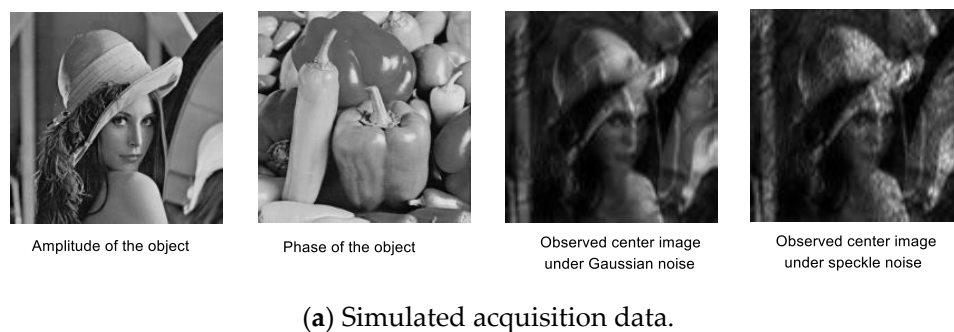 Amplitude of the object
Phase of the object
Observed center image
under Gaussian noise
Observed center image
under speckle noise
(a) Simulated acquisition data.